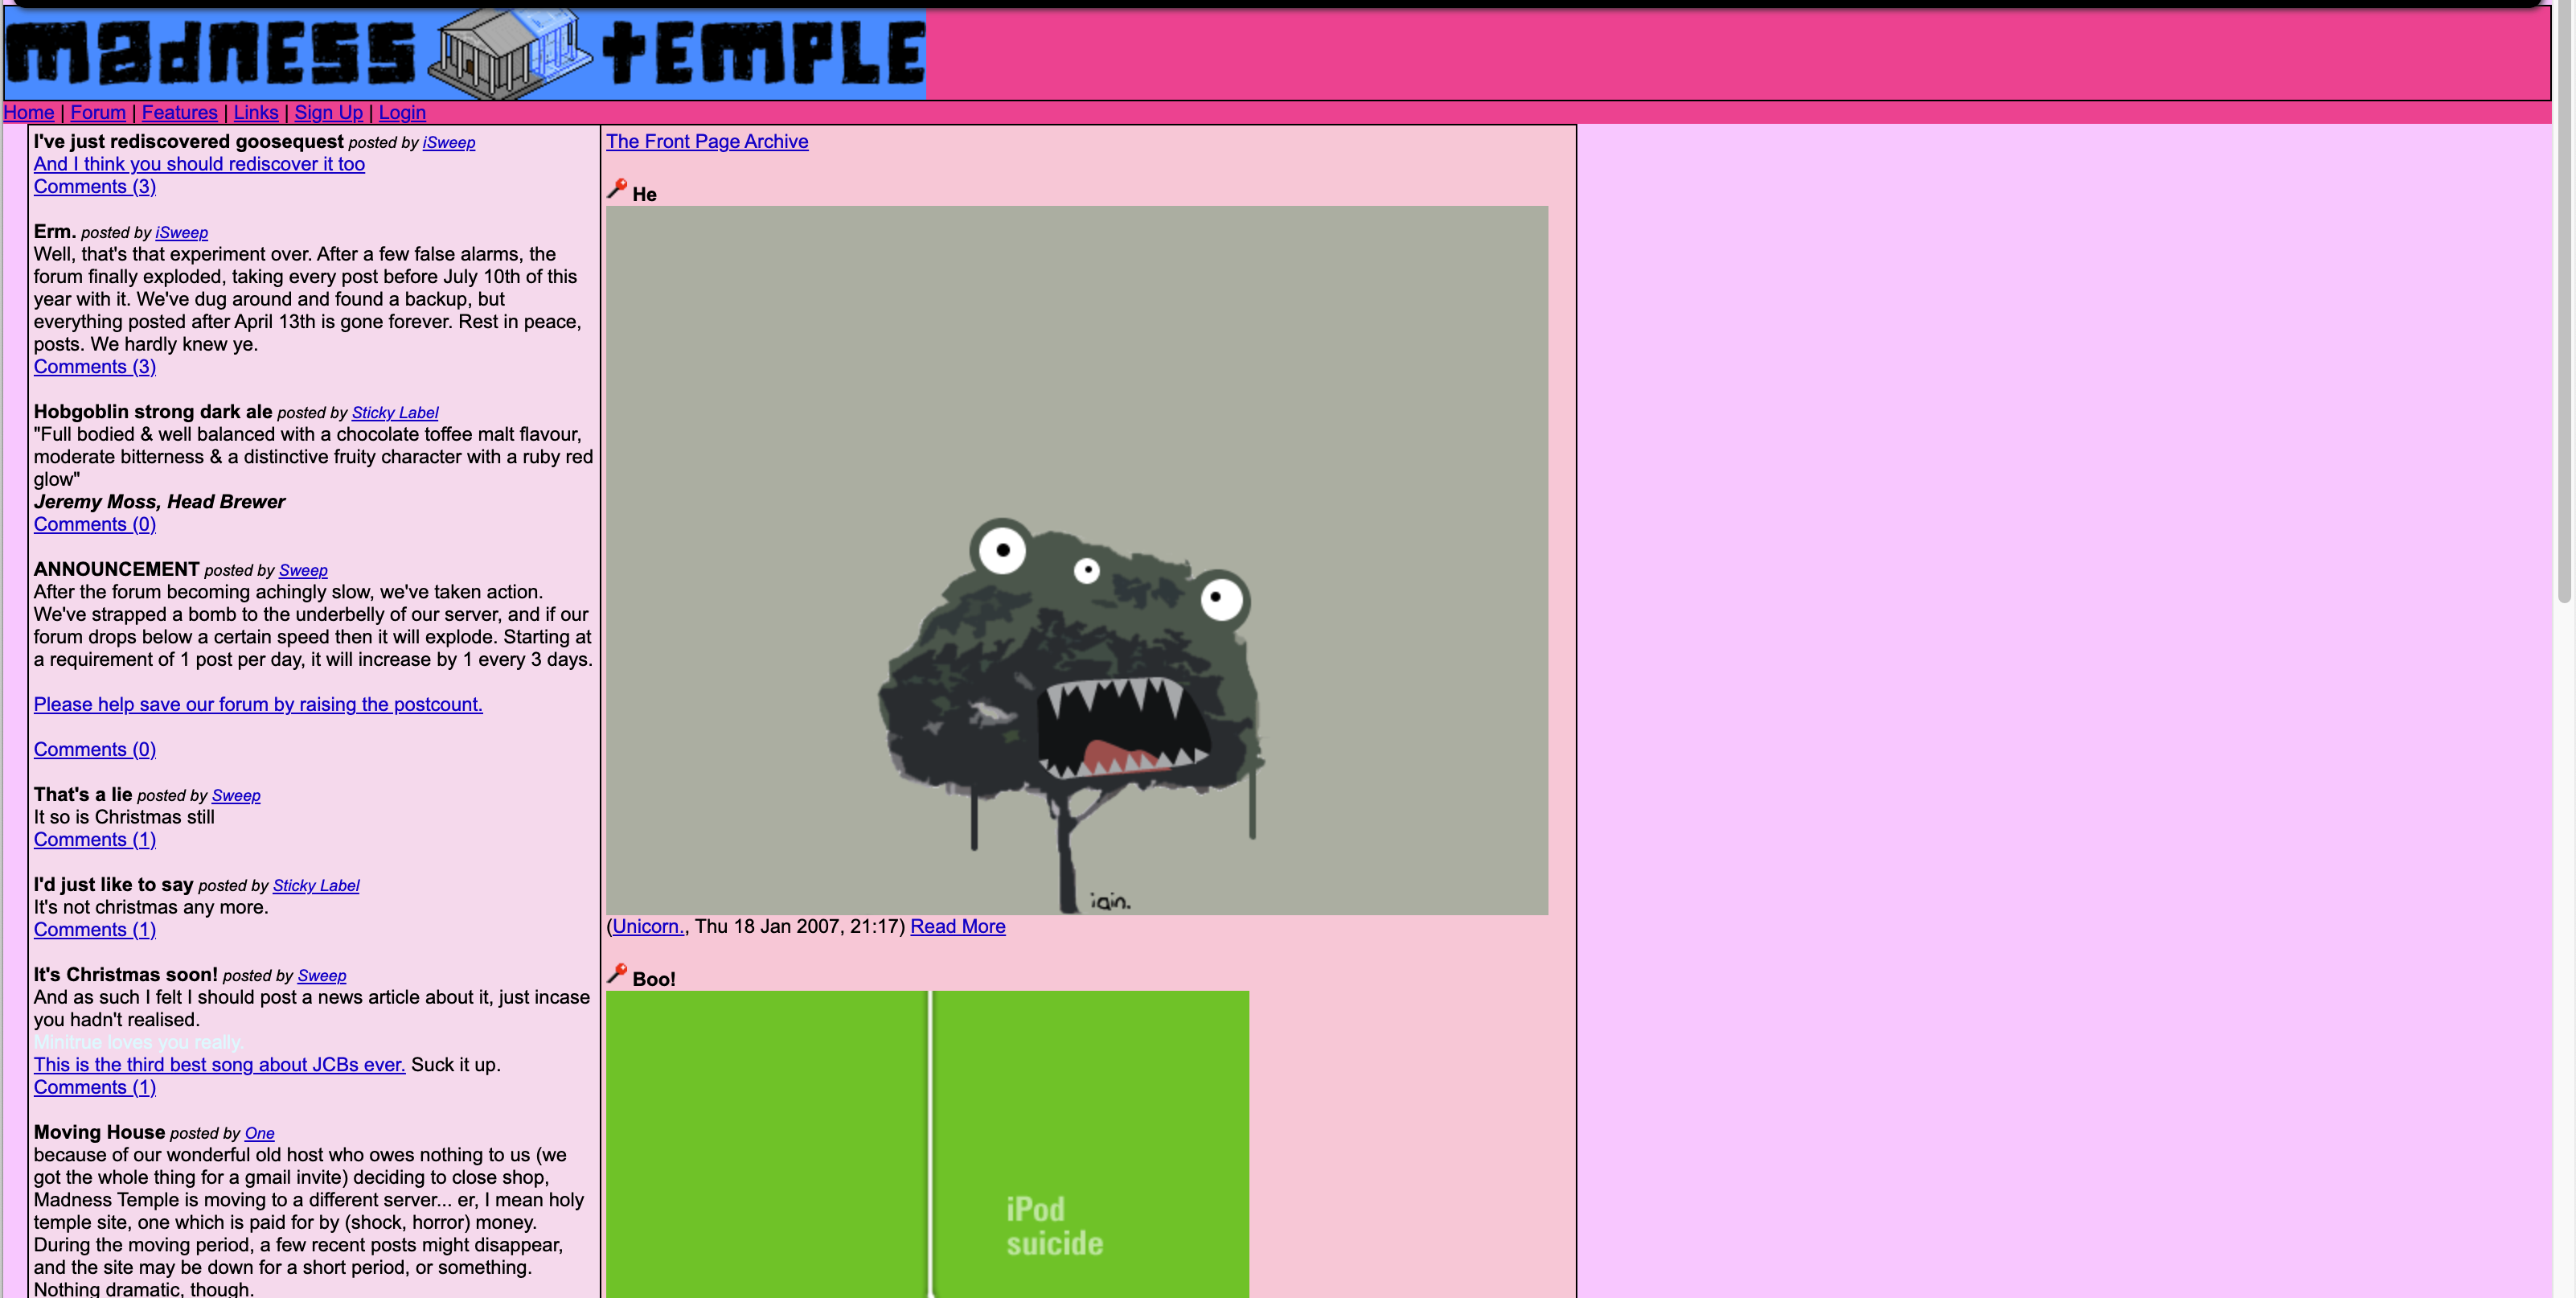 madness temple
Home | Forum | Features | Links | Sign Up | Login
I've just rediscovered goosequest posted by iSweep
And I think you should rediscover it too
Comments (3)
Erm. posted by iSweep
Well, that's that experiment over. After a few false alarms, the
forum finally exploded, taking every post before July 10th of this
year with it. We've dug around and found a backup, but
everything posted after April 13th is gone forever. Rest in peace,
posts. We hardly knew ye.
Comments (3)
Hobgoblin strong dark ale posted by Sticky Label
"Full bodied & well balanced with a chocolate toffee malt flavour,
moderate bitterness & a distinctive fruity character with a ruby red
glow"
Jeremy Moss, Head Brewer
Comments (0)
ANNOUNCEMENT posted by Sweep
After the forum becoming achingly slow, we've taken action.
We've strapped a bomb to the underbelly of our server, and if our
forum drops below a certain speed then it will explode. Starting at
a requirement of 1 post per day, it will increase by 1 every 3 days.
Please help save our forum by raising the postcount.
Comments (0)
That's a lie posted by Sweep
It so is Christmas still
Comments (1)
I'd just like to say posted by Sticky Label
It's not christmas any more.
Comments (1)
It's Christmas soon! posted by Sweep
And as such I felt I should post a news article about it, just incase
you hadn't realised.
Minitrue loves you really.
This is the third best song about JCBs ever. Suck it up.
Comments (1)
Moving House posted by One
because of our wonderful old host who owes nothing to us (we
got the whole thing for a gmail invite) deciding to close shop,
Madness Temple is moving to a different server... er, I mean holy
temple site, one which is paid for by (shock, horror) money.
During the moving period, a few recent posts might disappear,
and the site may be down for a short period, or something.
Nothing dramatic, though.
The Front Page Archive
He
iain.
(Unicorn., Thu 18 Jan 2007, 21:17) Read More
Boo!
iPod
suicide